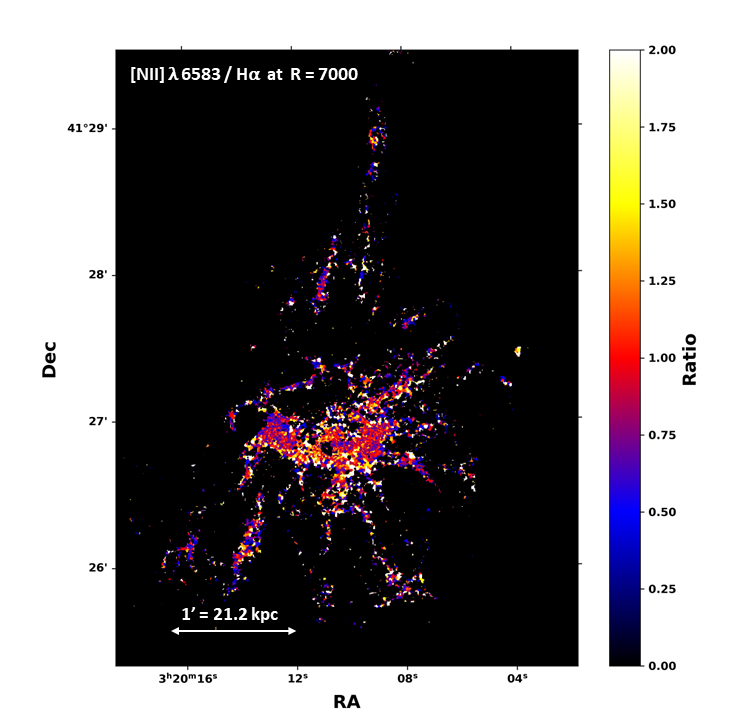 [NII] λ 6583 / Hα at R = 7000
2.00
1.75
1.50
1.25
1.00
0.75
0.50
0.25
0.00
Ratio
41°29'
28'
27'
26'
Dec
1’ = 21.2 kpc
3ʰ20ᵐ16ˢ
12ˢ
08ˢ
04ˢ
RA